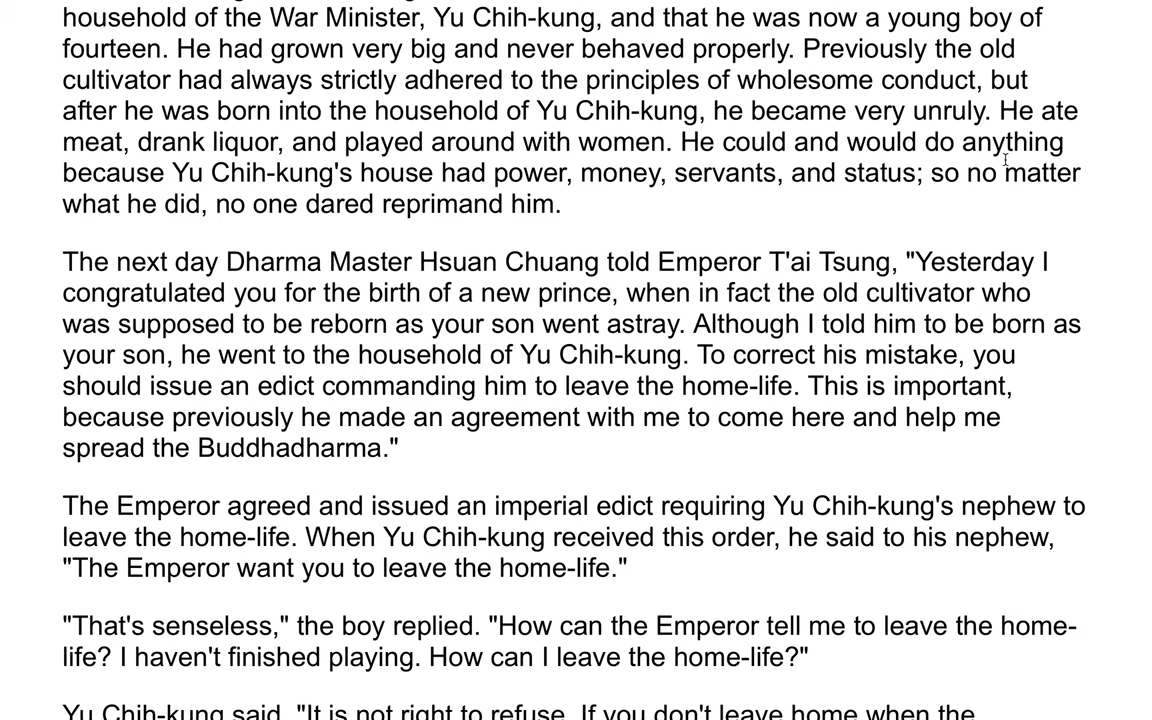 household of the War Minister, Yu Chih-kung, and that he was now a young boy of
fourteen. He had grown very big and never behaved properly. Previously the old
cultivator had always strictly adhered to the principles of wholesome conduct, but
after he was born into the household of Yu Chih-kung, he became very unruly. He ate
meat, drank liquor, and played around with women. He could and would do anything
because Yu Chih-kung's house had power, money, servants, and status; so no matter
what he did, no one dared reprimand him.
The next day Dharma Master Hsuan Chuang told Emperor T'ai Tsung, "Yesterday I
congratulated you for the birth of a new prince, when in fact the old cultivator who
was supposed to be reborn as your son went astray. Although I told him to be born as
your son, he went to the household of Yu Chih-kung. To correct his mistake, you
should issue an edict commanding him to leave the home-life. This is important,
because previously he made an agreement with me to come here and help me
spread the Buddhadharma."
The Emperor agreed and issued an imperial edict requiring Yu Chih-kung's nephew to
leave the home-life. When Yu Chih-kung received this order, he said to his nephew,
"The Emperor want you to leave the home-life."
"That's senseless," the boy replied. "How can the Emperor tell me to leave the home-
life? I haven't finished playing. How can I leave the home-life?"
Yu Chih-kung said, "It is not right to refuse. If you don't leave home when the